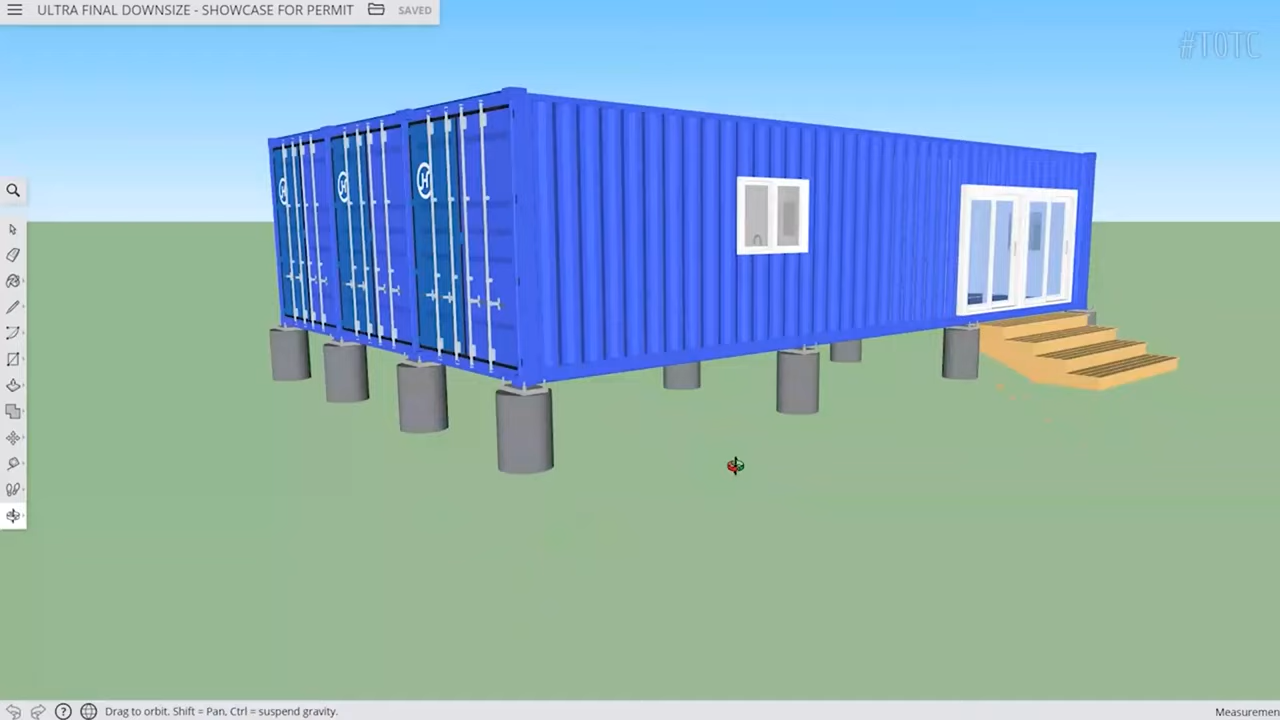 ULTRA FINAL DOWNSIZE - SHOWCASE FOR PERMIT
SAVED
#TOTC
H
H
H
Drag to orbit. Shift = Pan, Ctrl = suspend gravity.
Measuremen